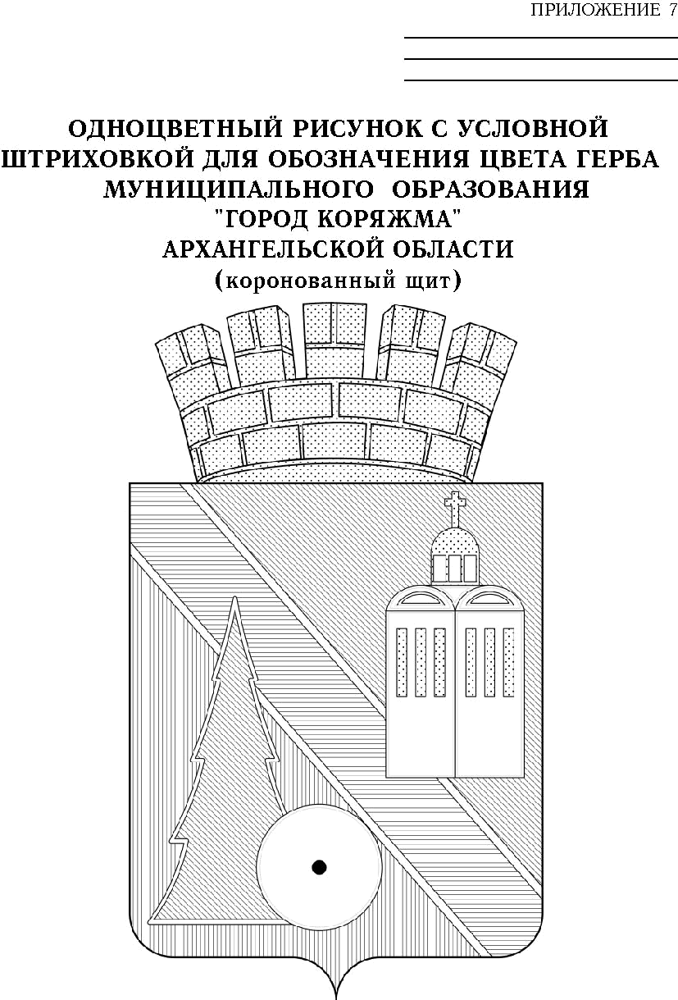 ПРИЛОЖЕНИЕ 7
ОДНОЦВЕТНЫЙ РИСУНОК С УСЛОВНОЙ
ШТРИХОВКОЙ ДЛЯ ОБОЗНАЧЕНИЯ ЦВЕТА ГЕРБА
МУНИЦИПАЛЬНОГО ОБРАЗОВАНИЯ
"ГОРОД КОРЯЖМА"
АРХАНГЕЛЬСКОЙ ОБЛАСТИ
(коронованный щит)